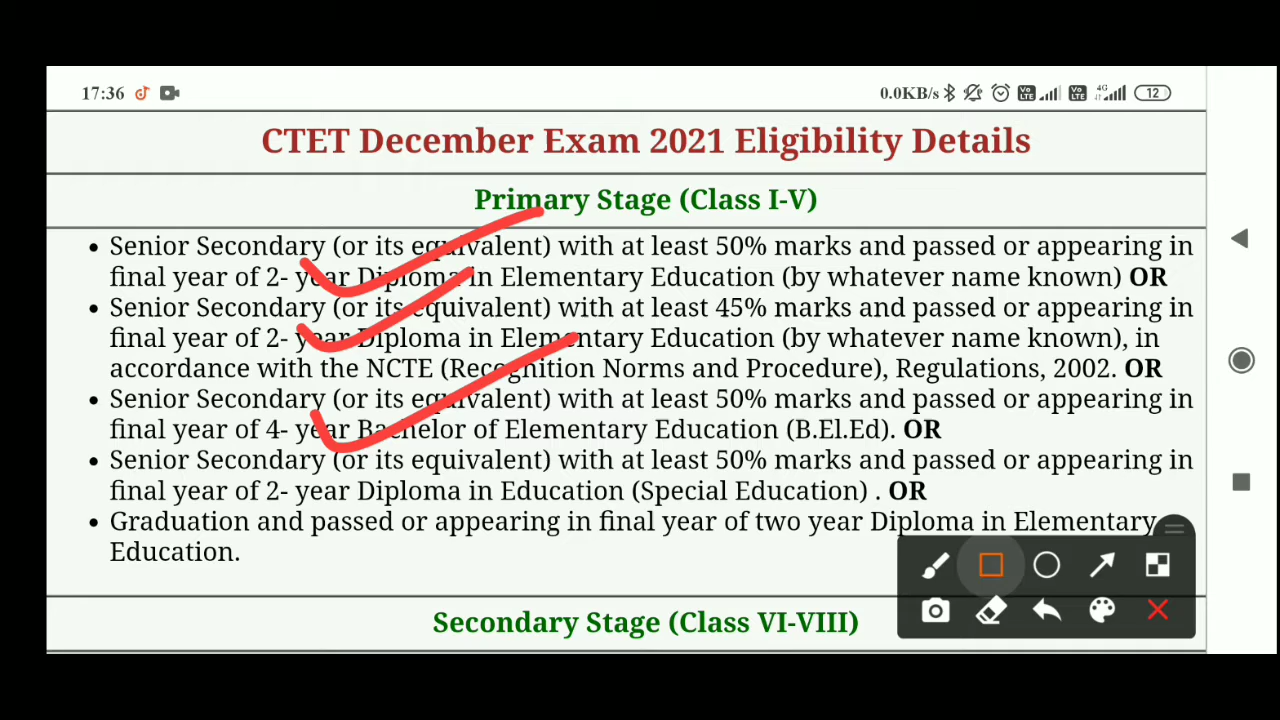 17:36 0.0KB/s Vo LTE Vo LTE 4G 12
CTET December Exam 2021 Eligibility Details
Primary Stage (Class I-V)
• Senior Secondary (or its equivalent) with at least 50% marks and passed or appearing in
final year of 2- year Diploma in Elementary Education (by whatever name known) OR
• Senior Secondary (or its equivalent) with at least 45% marks and passed or appearing in
final year of 2- year Diploma in Elementary Education (by whatever name known), in
accordance with the NCTE (Recognition Norms and Procedure), Regulations, 2002. OR
• Senior Secondary (or its equivalent) with at least 50% marks and passed or appearing in
final year of 4- year Bachelor of Elementary Education (B.El.Ed). OR
• Senior Secondary (or its equivalent) with at least 50% marks and passed or appearing in
final year of 2- year Diploma in Education (Special Education) . OR
• Graduation and passed or appearing in final year of two year Diploma in Elementary
Education.
Secondary Stage (Class VI-VIII)